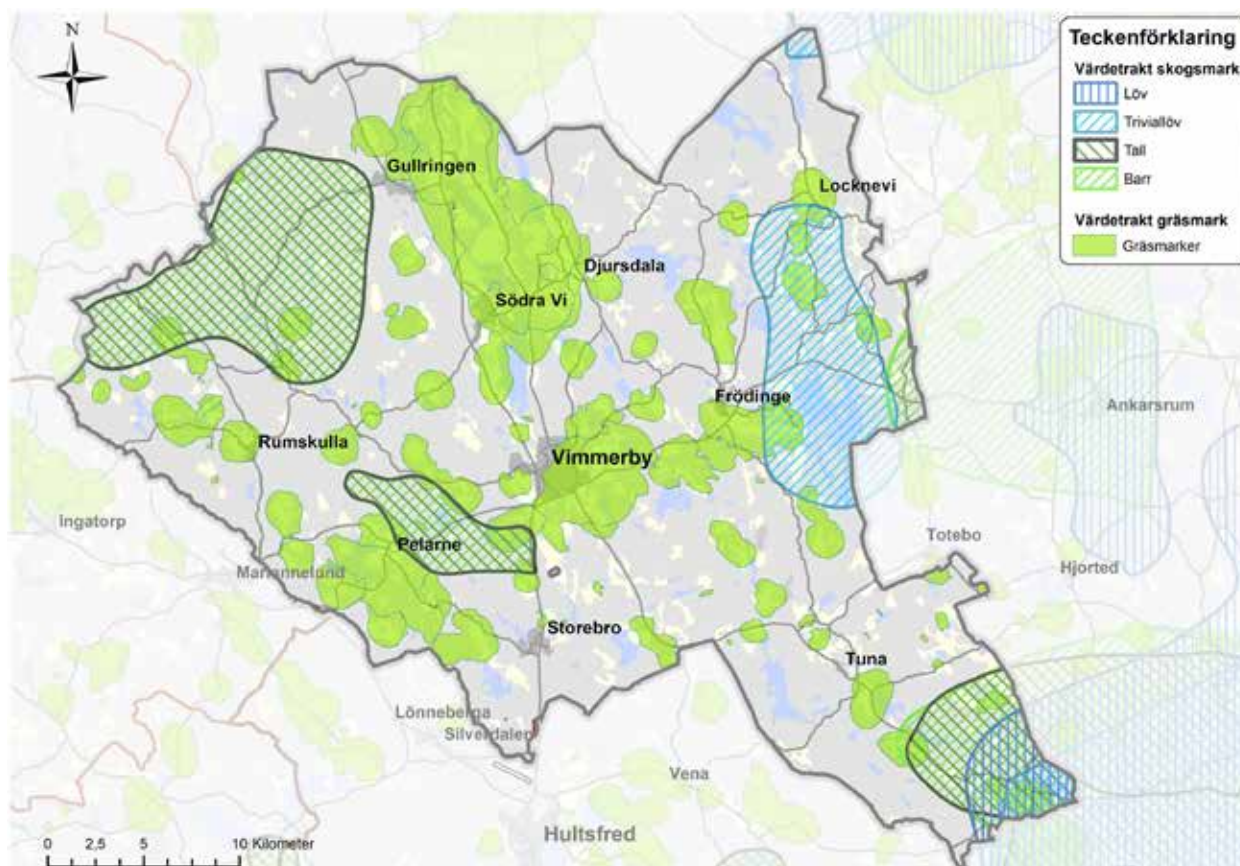 N
Teckenförklaring
Värdetrakt skogsmark
Löv
Triviallöv
Tall
Barr
Värdetrakt gräsmark
Gräsmarker
Gullringen
Locknevi
Djursdala
Södra Vi
Frödinge
Ankarsrum
Rumskulla
Vimmerby
Ingatorp
Pelarne
Mariannelund
Totebo
Hjorted
Storebro
Tuna
Lönneberga
Silverdalen
Vena
Hultsfred
0 2,5 5 10 Kilometer